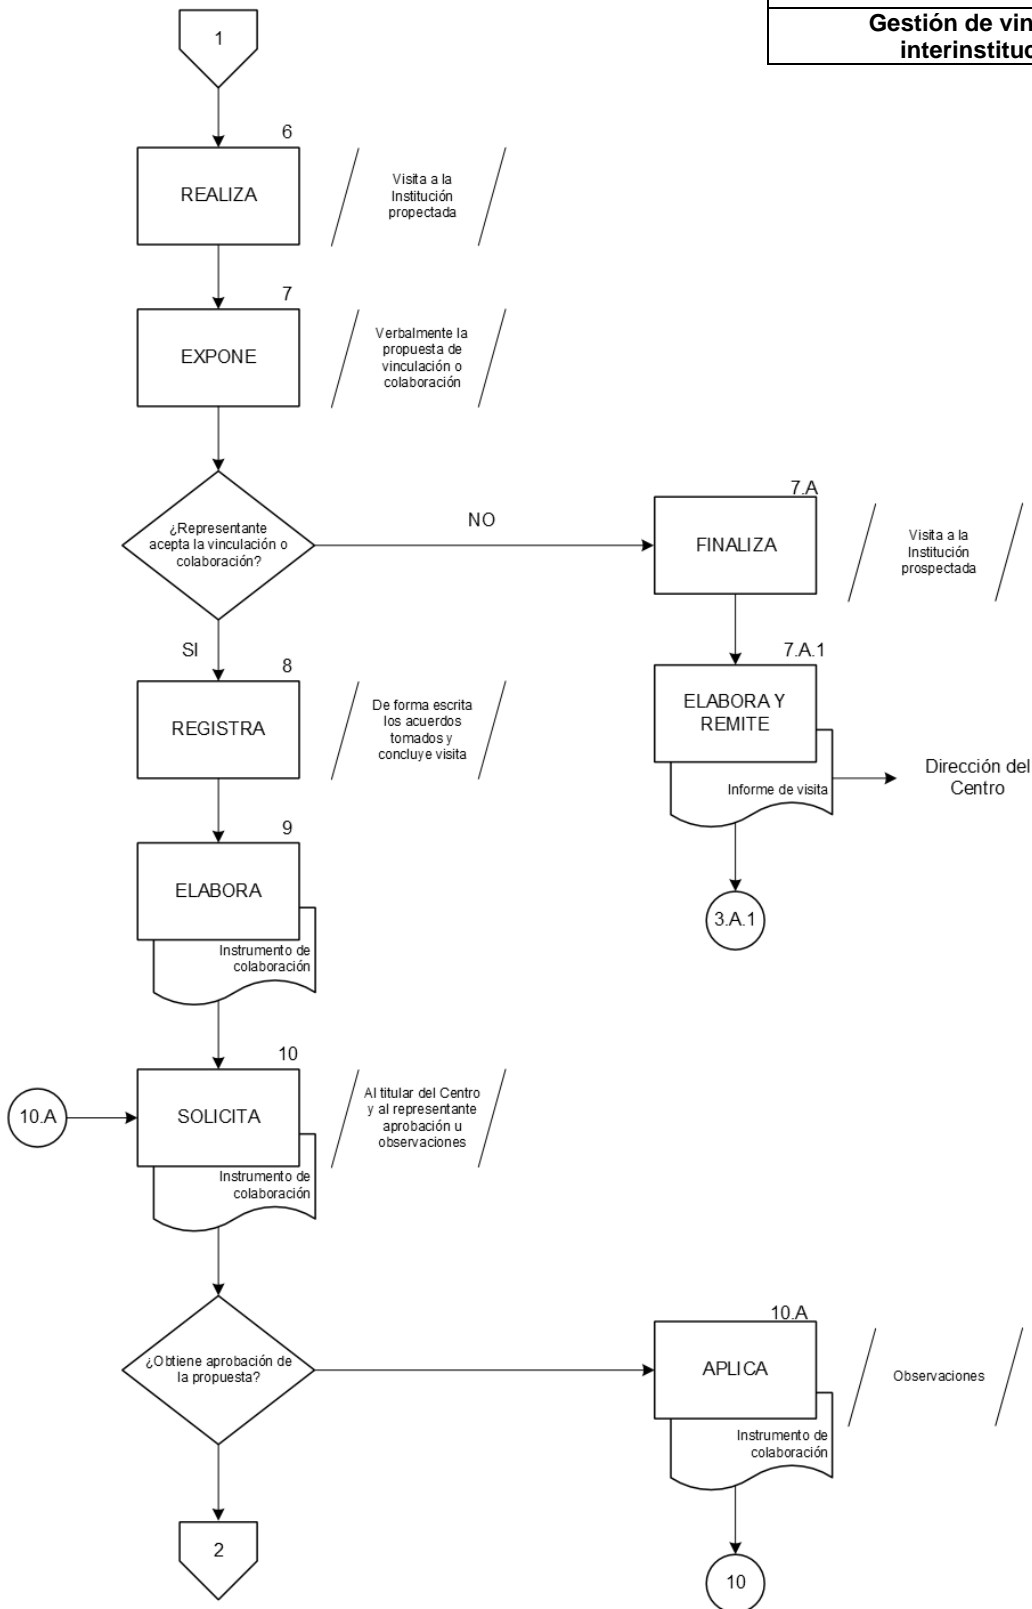 Gestión de
1
6
REALIZA
Visita a la
Institución
propectada
7
EXPONE
Verbalmente la
propuesta de
vinculación o
colaboración
¿Representante
acepta la vinculación o
colaboración?
NO
7.A
FINALIZA
Visita a la
Institución
prospectada
SI
8
REGISTRA
De forma escrita
los acuerdos
tomados y
concluye visita
7.A.1
ELABORA Y
REMITE
Informe de visita
Dirección del
Centro
3.A.1
9
ELABORA
Instrumento de
colaboración
10.A
10
SOLICITA
Al titular del Centro
y al representante
aprobación u
observaciones
Instrumento de
colaboración
¿Obtiene aprobación de
la propuesta?
10.A
APLICA
Observaciones
Instrumento de
colaboración
2
10